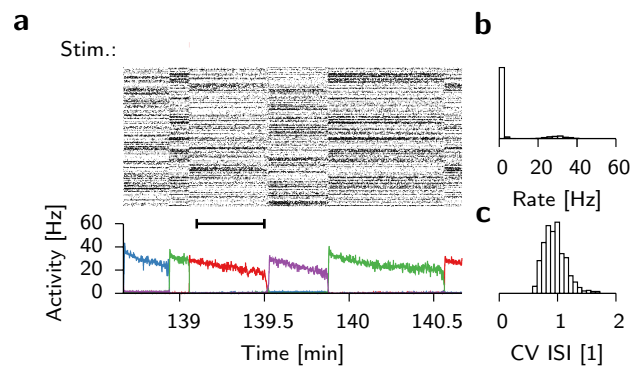 a
Stim.:
60
40
20
0
Activity [Hz]
139
139.5
140
140.5
Time [min]
b
0
20
40
60
Rate [Hz]
c
0
1
2
CV ISI [1]